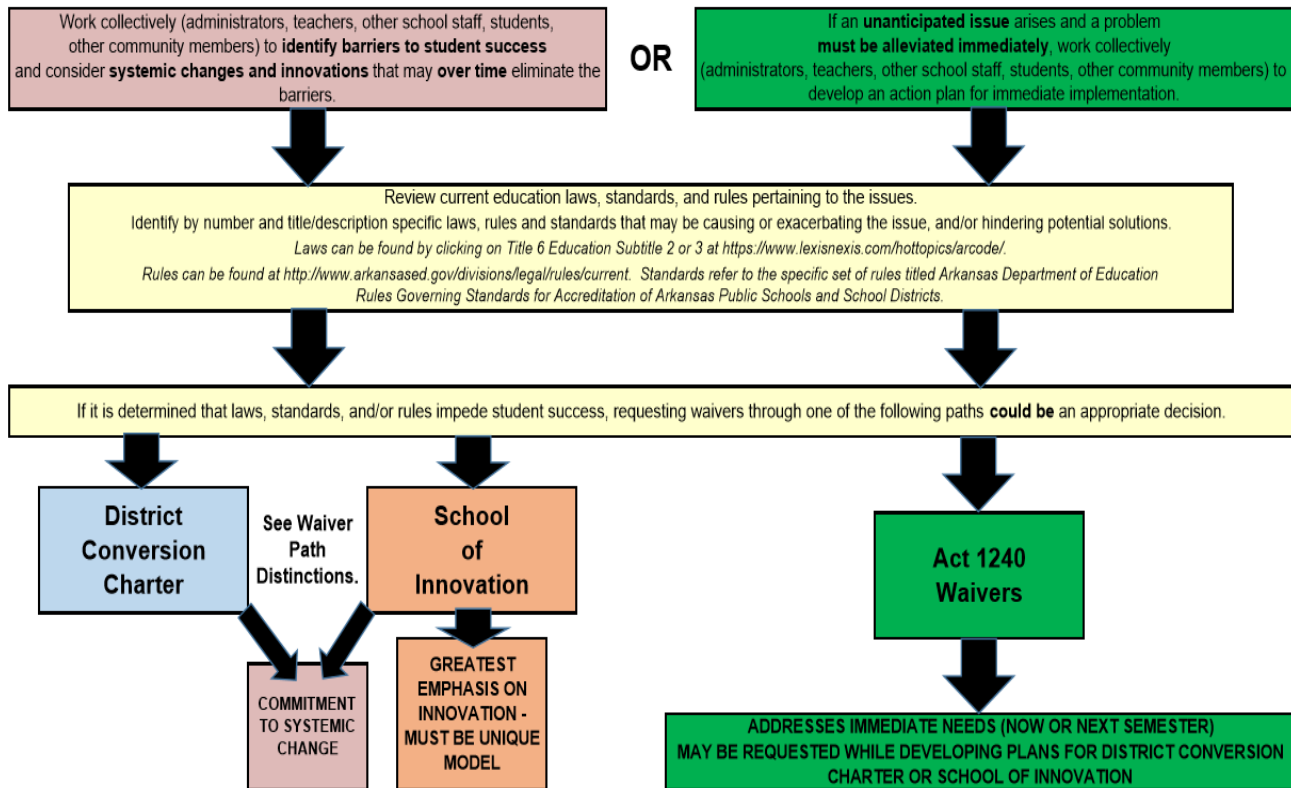 Work collectively (administrators, teachers, other school staff, students,
other community members) to identify barriers to student success
and consider systemic changes and innovations that may over time eliminate the
barriers.
OR
If an unanticipated issue arises and a problem
must be alleviated immediately, work collectively
(administrators, teachers, other school staff, students, other community members) to
develop an action plan for immediate implementation.
Review current education laws, standards, and rules pertaining to the issues.
Identify by number and title/description specific laws, rules and standards that may be causing or exacerbating the issue, and/or hindering potential solutions.
Laws can be found by clicking on Title 6 Education Subtitle 2 or 3 at https://www.lexisnexis.com/hottopics/arcode/.
Rules can be found at http://www.arkansased.gov/divisions/legal/rules/current. Standards refer to the specific set of rules titled Arkansas Department of Education
Rules Governing Standards for Accreditation of Arkansas Public Schools and School Districts.
If it is determined that laws, standards, and/or rules impede student success, requesting waivers through one of the following paths could be an appropriate decision.
District
Conversion
Charter
See Waiver
Path
Distinctions.
School
of
Innovation
Act 1240
Waivers
COMMITMENT
TO SYSTEMIC
CHANGE
GREATEST
EMPHASIS ON
INNOVATION -
MUST BE UNIQUE
MODEL
ADDRESSES IMMEDIATE NEEDS (NOW OR NEXT SEMESTER)
MAY BE REQUESTED WHILE DEVELOPING PLANS FOR DISTRICT CONVERSION
CHARTER OR SCHOOL OF INNOVATION